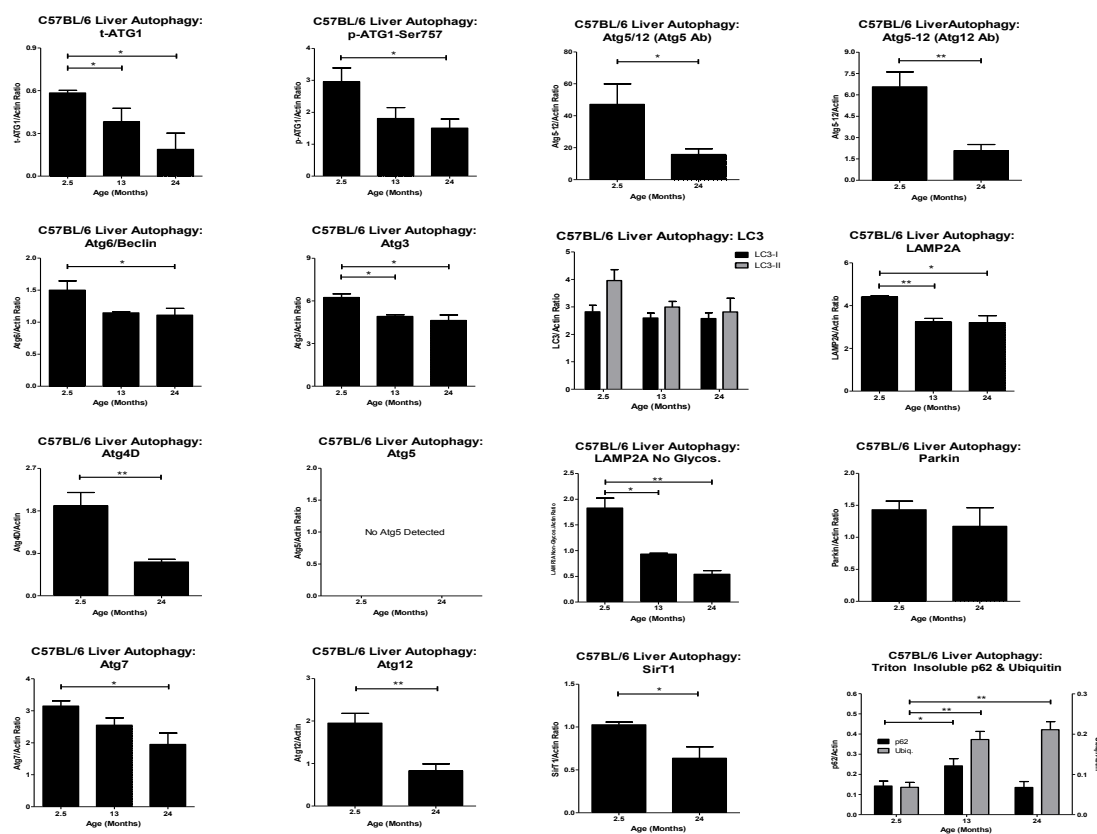 C57BL/6 Liver Autophagy:
t-ATG1
t-ATG1/Actin Ratio
0.9
0.6
0.3
0.0
*
*
2.5
13
24
Age (Months)
C57BL/6 Liver Autophagy:
p-ATG1-Ser757
p-ATG1/Actin Ratio
4
3
2
1
0
*
2.5
13
24
Age (Months)
C57BL/6 Liver Autophagy:
Atg5/12 (Atg5 Ab)
Atg5-12/Actin Ratio
80
60
40
20
0
*
2.5
24
Age (Months)
C57BL/6 LiverAutophagy:
Atg5-12 (Atg12 Ab)
Atg5-12/Actin
9.0
7.5
6.0
4.5
3.0
1.5
0.0
**
2.5
24
Age (Months)
C57BL/6 Liver Autophagy:
Atg6/Beclin
Atg6/Actin Ratio
2.0
1.5
1.0
0.5
0.0
*
2.5
13
24
Age (Months)
C57BL/6 Liver Autophagy:
Atg3
Atg3/Actin Ratio
9
6
3
0
*
*
2.5
13
24
Age (Months)
C57BL/6 Liver Autophagy: LC3
LC3/Actin Ratio
5
4
3
2
1
0
LC3-I
LC3-II
2.5
13
24
Age (Months)
C57BL/6 Liver Autophagy:
LAMP2A
LAMP2A/Actin Ratio
6
4
2
0
*
**
2.5
13
24
Age (Months)
C57BL/6 Liver Autophagy:
Atg4D
Atg4D/Actin
2.7
1.8
0.9
0.0
**
2.5
24
Age (Months)
C57BL/6 Liver Autophagy:
Atg5
Atg5/Actin Ratio
2.0
1.5
1.0
0.5
0.0
No Atg5 Detected
2.5
24
Age (Months)
C57BL/6 Liver Autophagy:
LAMP2A No Glycos.
LAMP2A Non-Glycos/Actin Ratio
2.5
2.0
1.5
1.0
0.5
0.0
**
*
2.5
13
24
Age (Months)
C57BL/6 Liver Autophagy:
Parkin
Parkin/Actin Ratio
2.0
1.5
1.0
0.5
0.0
2.5
24
Age (Months)
C57BL/6 Liver Autophagy:
Atg7
Atg7/Actin Ratio
4
3
2
1
0
*
2.5
13
24
Age (Months)
C57BL/6 Liver Autophagy:
Atg12
Atg12/Actin
3
2
1
0
**
2.5
24
Age (Months)
C57BL/6 Liver Autophagy:
SirT1
SirT1/Actin Ratio
1.5
1.0
0.5
0.0
*
2.5
24
Age (Months)
C57BL/6 Liver Autophagy:
Triton Insoluble p62 & Ubiquitin
p62/Actin
0.6
0.5
0.4
0.3
0.2
0.1
0.0
**
**
*
p62
Ubiq.
0.3
0.2
0.1
0.0
2.5
13
24
Age (Months)